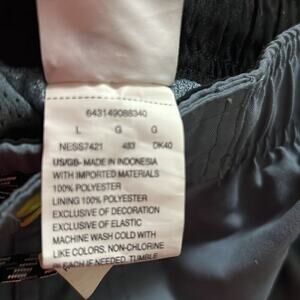 643149088340
L G G
NESS7421 483 DK40
US/GB- MADE IN INDONESIA
WITH IMPORTED MATERIALS
100% POLYESTER
LINING 100% POLYESTER
EXCLUSIVE OF DECORATION
EXCLUSIVE OF ELASTIC
MACHINE WASH COLD WITH
LIKE COLORS, NON-CHLORINE
BLEACH IF NEEDED, TUMBLE